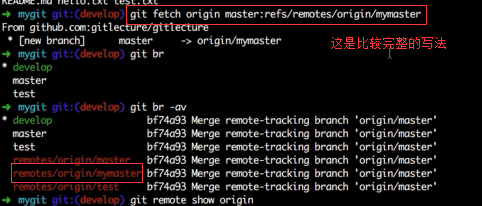 README.md hello.txt test.txt
➜ mygit git:(develop) git fetch origin master:refs/remotes/origin/mymaster
From github.com:gitlecture/gitlecture
* [new branch] master -> origin/mymaster
➜ mygit git:(develop) git br
这是比较完整的写法
* develop
master
test
➜ mygit git:(develop) git br -av
* develop bf74a93 Merge remote-tracking branch 'origin/master'
master bf74a93 Merge remote-tracking branch 'origin/master'
test bf74a93 Merge remote-tracking branch 'origin/master'
remotes/origin/master bf74a93 Merge remote-tracking branch 'origin/master'
remotes/origin/mymaster bf74a93 Merge remote-tracking branch 'origin/master'
remotes/origin/test bf74a93 Merge remote-tracking branch 'origin/master'
➜ mygit git:(develop) git remote show origin